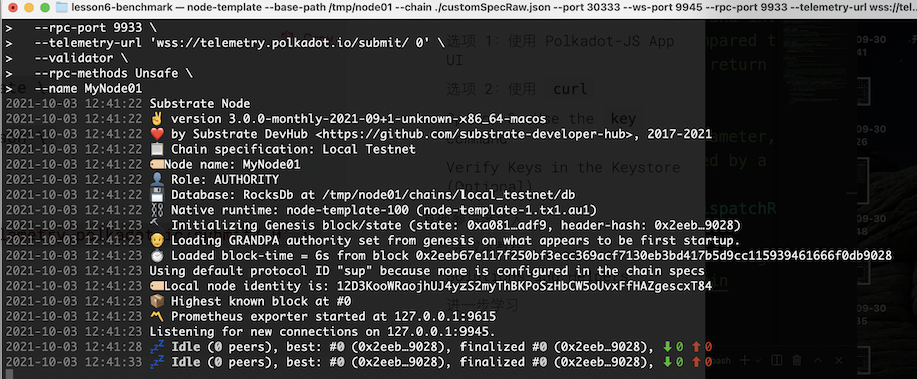 lesson6-benchmark — node-template --base-path /tmp/node01 --chain ./customSpecRaw.json --port 30333 --ws-port 9945 --rpc-port 9933 --telemetry-url wss://tel...
> --rpc-port 9933 \
> --telemetry-url 'wss://telemetry.polkadot.io/submit/ 0' \
> --validator \
> --rpc-methods Unsafe \
> --name MyNode01
2021-10-03 12:41:22 Substrate Node
2021-10-03 12:41:22 ✌️ version 3.0.0-monthly-2021-09+1-unknown-x86_64-macos
2021-10-03 12:41:22 ❤️ by Substrate DevHub <https://github.com/substrate-developer-hub>, 2017-2021
2021-10-03 12:41:22 📋 Chain specification: Local Testnet
2021-10-03 12:41:22 🏷 Node name: MyNode01
2021-10-03 12:41:22 👤 Role: AUTHORITY
2021-10-03 12:41:22 💾 Database: RocksDb at /tmp/node01/chains/local_testnet/db
2021-10-03 12:41:22 ⛓ Native runtime: node-template-100 (node-template-1.tx1.au1)
2021-10-03 12:41:23 🔨 Initializing Genesis block/state (state: 0xa081…adf9, header-hash: 0x2eeb…9028)
2021-10-03 12:41:23 👴 Loading GRANDPA authority set from genesis on what appears to be first startup.
2021-10-03 12:41:23 ⏱ Loaded block-time = 6s from block 0x2eeb67e117f250bf3ecc369acf7130eb3bd417b5d9cc115939461666f0db9028
2021-10-03 12:41:23 Using default protocol ID "sup" because none is configured in the chain specs
2021-10-03 12:41:23 🏷 Local node identity is: 12D3KooWRaojhUJ4yzS2myThBKPoSzHbCW5oUvxFfHAZgescxT84
2021-10-03 12:41:23 📦 Highest known block at #0
2021-10-03 12:41:23 〽️ Prometheus exporter started at 127.0.0.1:9615
2021-10-03 12:41:23 Listening for new connections on 127.0.0.1:9945.
2021-10-03 12:41:28 💤 Idle (0 peers), best: #0 (0x2eeb…9028), finalized #0 (0x2eeb…9028), ⬇ 0 ⬆ 0
2021-10-03 12:41:33 💤 Idle (0 peers), best: #0 (0x2eeb…9028), finalized #0 (0x2eeb…9028), ⬇ 0 ⬆ 0
选项 1：使用 Polkadot-JS App
UI
选项 2：使用 curl
key
Verify Keys in the Keystore
(Optional)
进一步学习